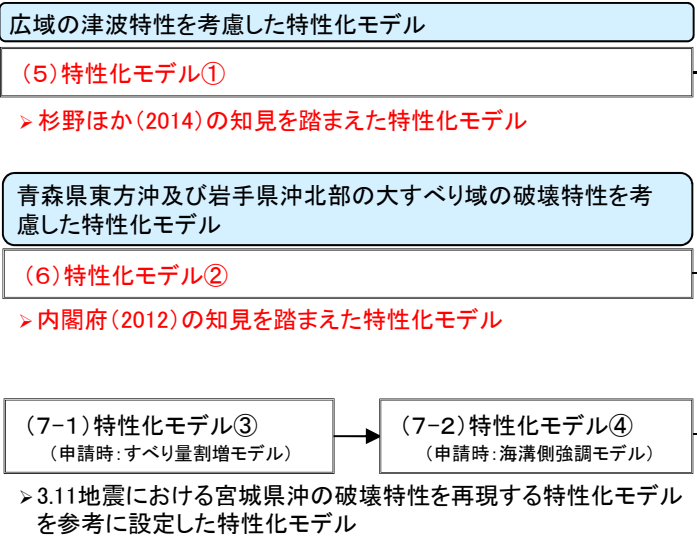 広域の津波特性を考慮した特性化モデル
（５）特性化モデル①
➢杉野ほか（2014）の知見を踏まえた特性化モデル
青森県東方沖及び岩手県沖北部の大すべり域の破壊特性を考
慮した特性化モデル
（６）特性化モデル②
➢内閣府（2012）の知見を踏まえた特性化モデル
（７－１）特性化モデル③
（申請時：すべり量割増モデル）
（７－２）特性化モデル④
（申請時：海溝側強調モデル）
➢3.11地震における宮城県沖の破壊特性を再現する特性化モデル
を参考に設定した特性化モデル